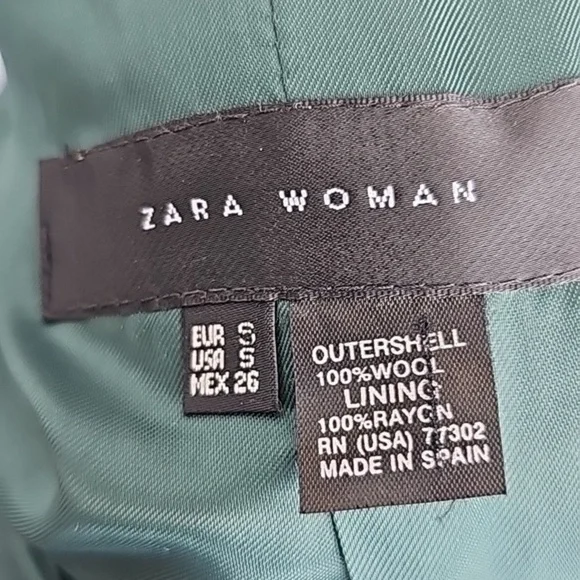 ZARA WOMAN
EUR S
USA S
MEX 26
OUTERSHELL
100%WOOL
LINING
100%RAYON
RN (USA) 77302
MADE IN SPAIN